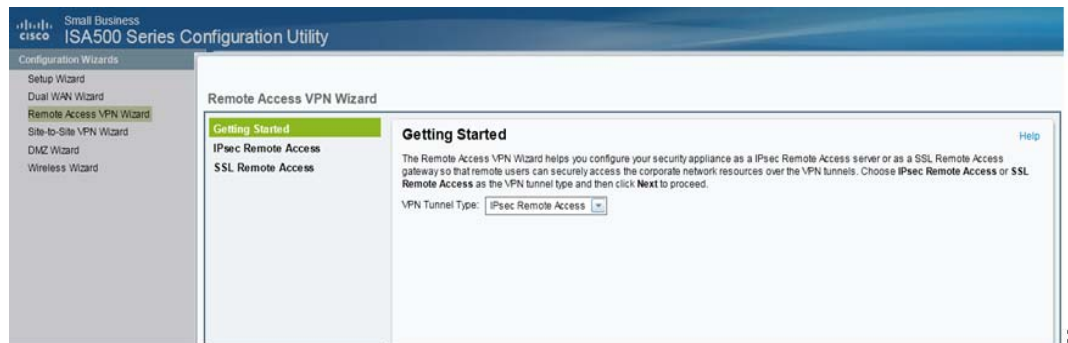 Small Business
CISCO ISA500 Series Configuration Utility
Configuration Wizards
Setup Wizard
Dual WAN Wizard
Remote Access VPN Wizard
Site-to-Site VPN Wizard
DMZ Wizard
Wireless Wizard
Remote Access VPN Wizard
Getting Started
IPsec Remote Access
SSL Remote Access
Getting Started
Help
The Remote Access VPN Wizard helps you configure your security appliance as a IPsec Remote Access server or as a SSL Remote Access
gateway so that remote users can securely access the corporate network resources over the VPN tunnels. Choose IPsec Remote Access or SSL
Remote Access as the VPN tunnel type and then click Next to proceed.
VPN Tunnel Type: IPsec Remote Access